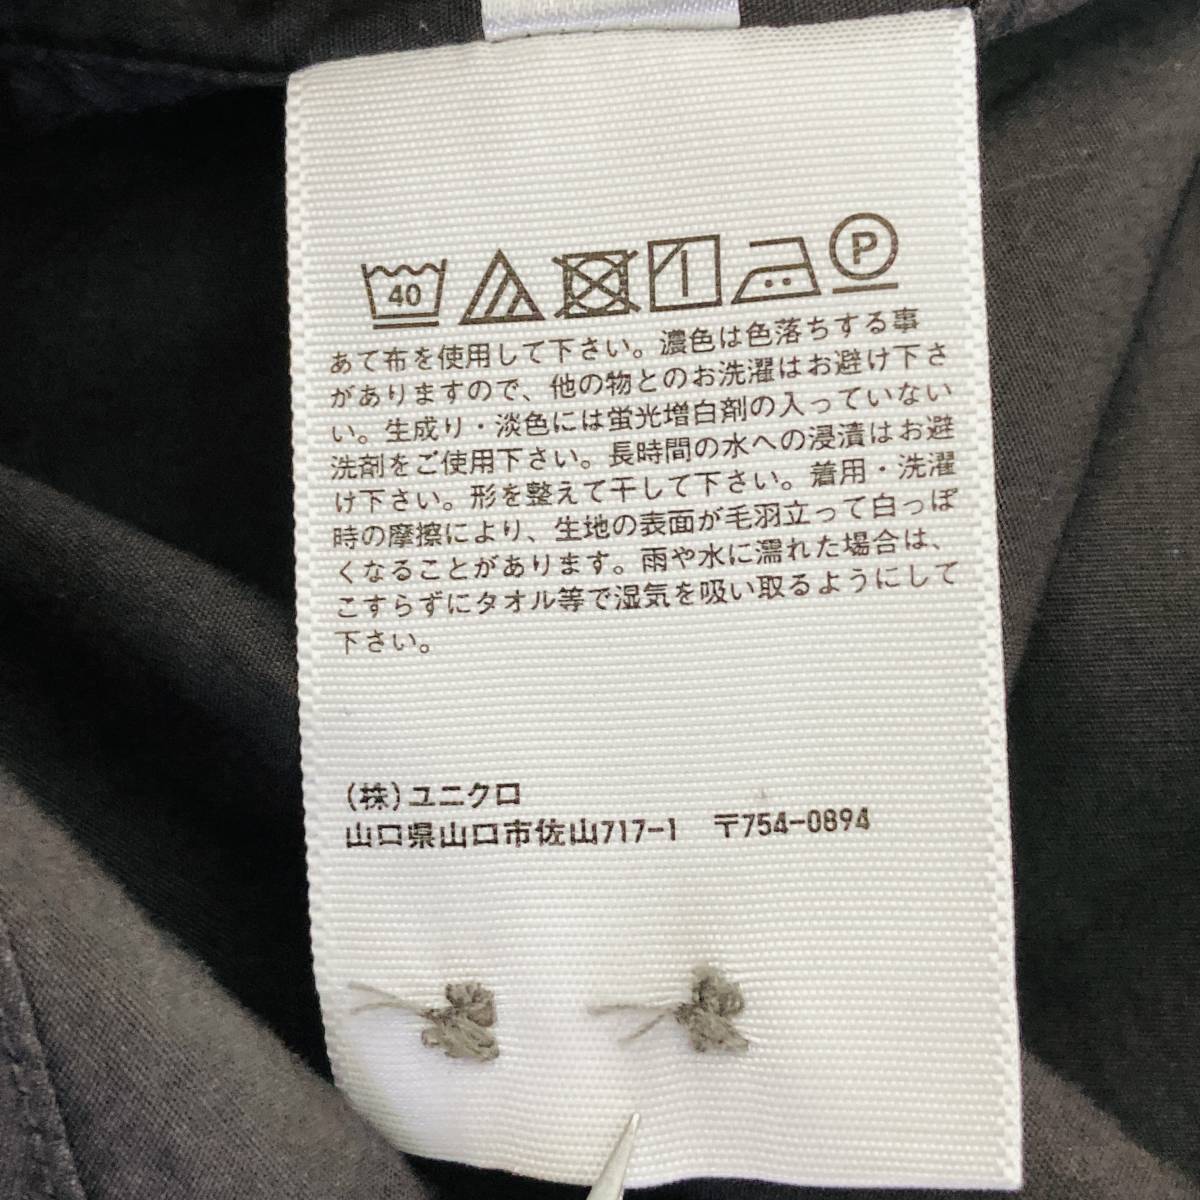 40 P
あて布を使用して下さい。濃色は色落ちする事
がありますので、他の物とのお洗濯はお避け下さ
い。生成り・淡色には蛍光増白剤の入っていない
洗剤をご使用下さい。長時間の水への浸漬はお避
け下さい。形を整えて干して下さい。着用・洗濯
時の摩擦により、生地の表面が毛羽立って白っぽ
くなることがあります。雨や水に濡れた場合は、
こすらずにタオル等で湿気を吸い取るようにして
下さい。
(株)ユニクロ
山口県山口市佐山717-1 〒754-0894